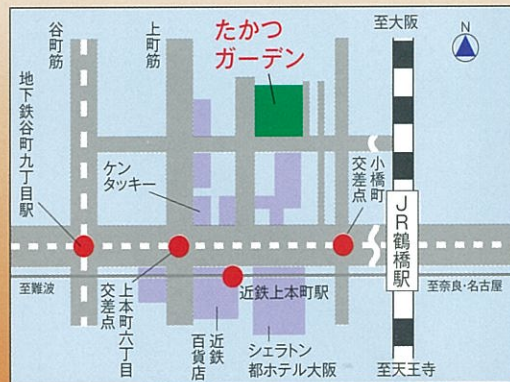 谷町筋
上町筋
たかつ
ガーデン
至大阪
N
地下鉄谷町九丁目駅
ケン
タッキー
小橋町
交差点
JR鶴橋駅
至難波
上本町六丁目
交差点
近鉄
百貨店
近鉄上本町駅
シェラトン
都ホテル大阪
至奈良・名古屋
至天王寺